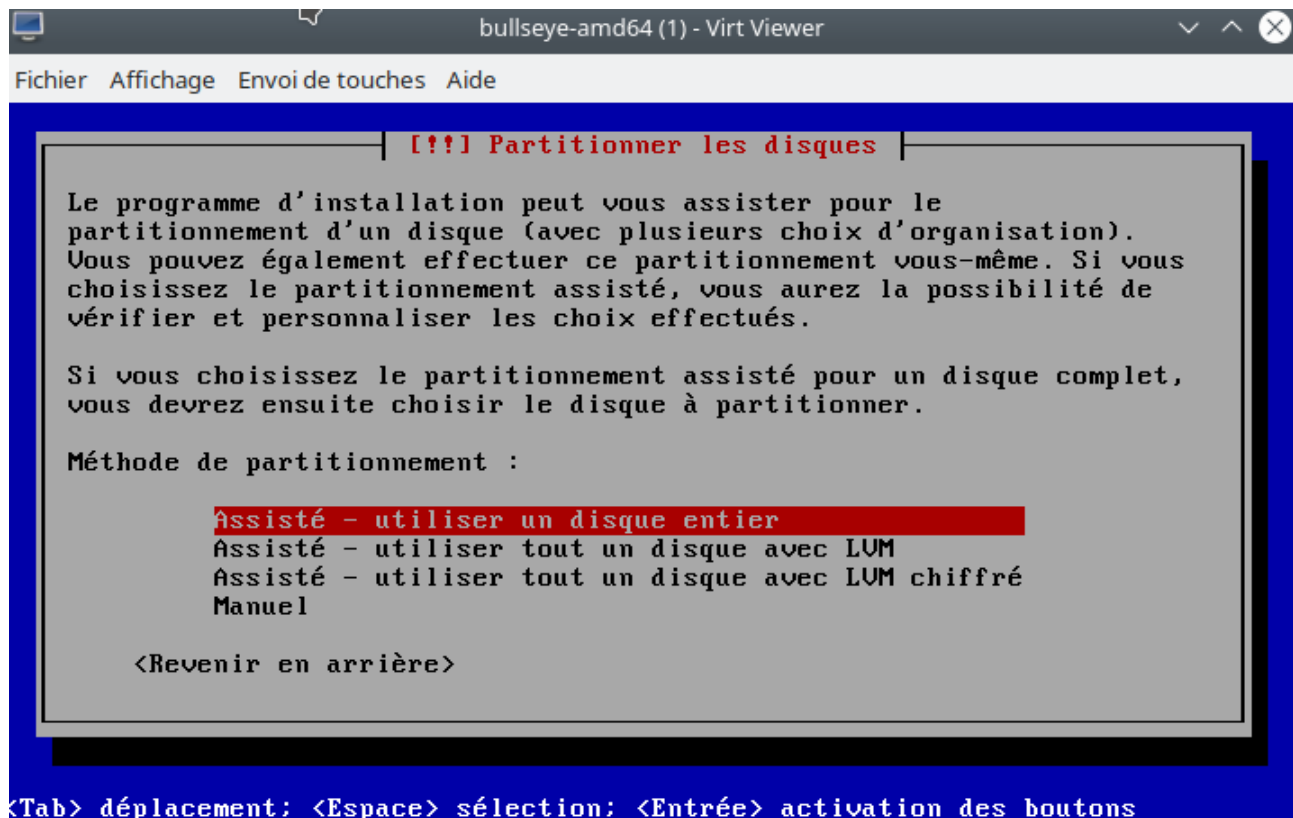 bullseye-amd64 (1) - Virt Viewer
Fichier Affichage Envoi de touches Aide
[!!] Partitionner les disques
Le programme d'installation peut vous assister pour le
partitionnement d'un disque (avec plusieurs choix d'organisation).
Vous pouvez également effectuer ce partitionnement vous-même. Si vous
choisissez le partitionnement assisté, vous aurez la possibilité de
vérifier et personnaliser les choix effectués.
Si vous choisissez le partitionnement assisté pour un disque complet,
vous devrez ensuite choisir le disque à partitionner.
Méthode de partitionnement :
Assisté - utiliser un disque entier
Assisté - utiliser tout un disque avec LVM
Assisté - utiliser tout un disque avec LVM chiffré
Manuel
<Revenir en arrière>
<Tab> déplacement; <Espace> sélection; <Entrée> activation des boutons